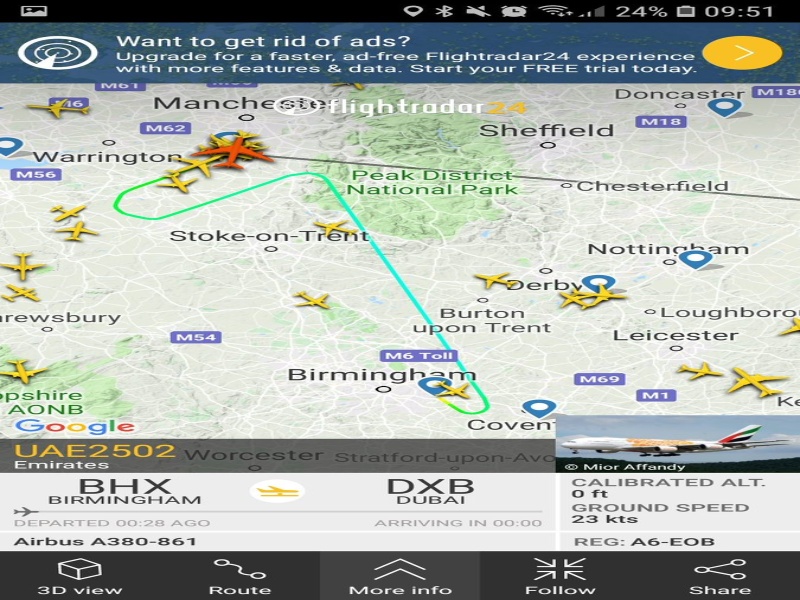 24% 09:51
Want to get rid of ads?
Upgrade for a faster, ad-free Flightradar24 experience
with more features & data. Start your FREE trial today.
M61
M180
Doncaster
Manchester
flightradar24
M62
M18
Sheffield
Warrington
M56
Peak District
National Park
Chesterfield
Stoke-on-Trent
Nottingham
Derby
Burton
upon Trent
Loughboro
rewsbury
M54
Leicester
M6 Toll
Birmingham
M69
M1
opshire
AONB
Ke
Google
Coven
UAE2502
Emirates
Worcester
Stratford-upon-Avo
© Mior Affandy
BHX
BIRMINGHAM
DXB
DUBAI
DEPARTED 00:28 AGO
ARRIVING IN 00:00
CALIBRATED ALT.
0 ft
GROUND SPEED
23 kts
Airbus A380-861
REG: A6-EOB
3D view
Route
More info
Follow
Share